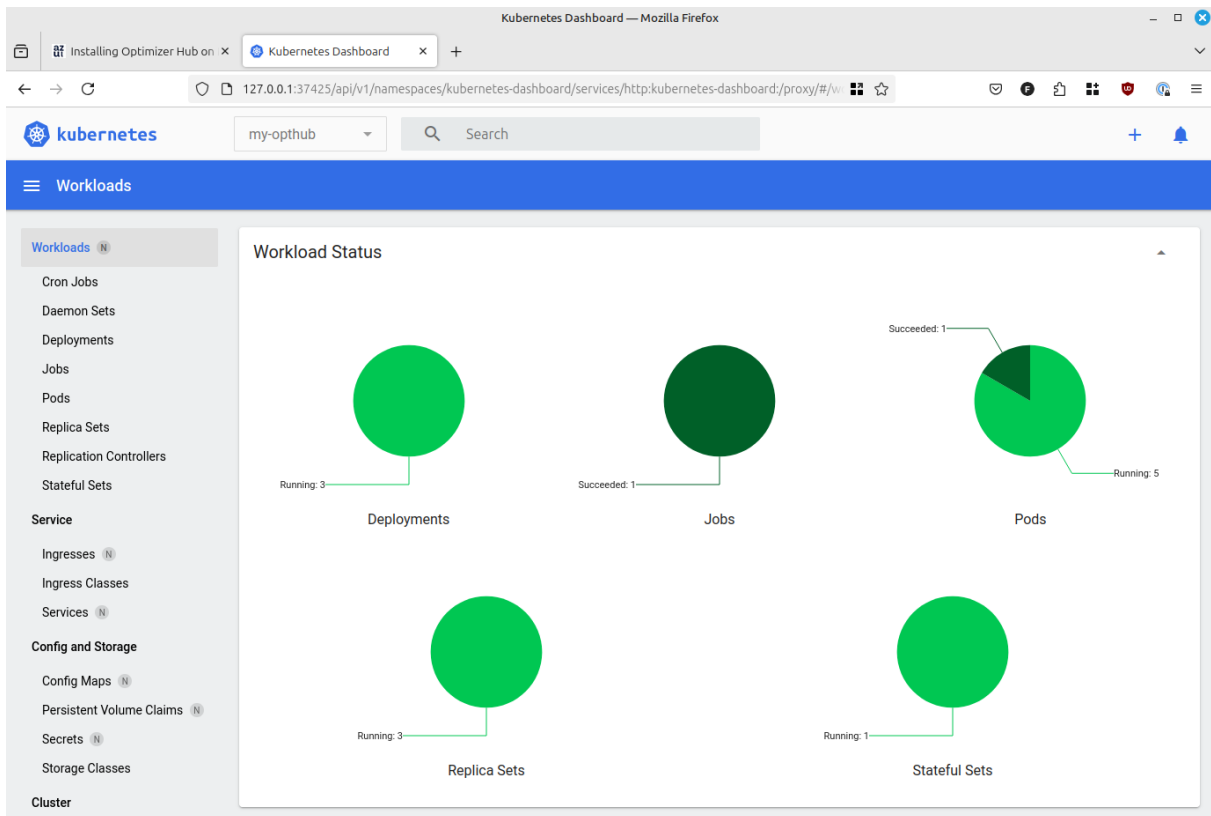 Kubernetes Dashboard — Mozilla Firefox
Installing Optimizer Hub on
Kubernetes Dashboard
127.0.0.1:37425/api/v1/namespaces/kubernetes-dashboard/services/http:kubernetes-dashboard:/proxy/#/w
kubernetes
my-opthub
Search
Workloads
Workloads N
Cron Jobs
Daemon Sets
Deployments
Jobs
Pods
Replica Sets
Replication Controllers
Stateful Sets
Service
Ingresses N
Ingress Classes
Services N
Config and Storage
Config Maps N
Persistent Volume Claims N
Secrets N
Storage Classes
Cluster
Workload Status
Running: 3
Deployments
Succeeded: 1
Jobs
Succeeded: 1
Running: 5
Pods
Running: 3
Replica Sets
Running: 1
Stateful Sets